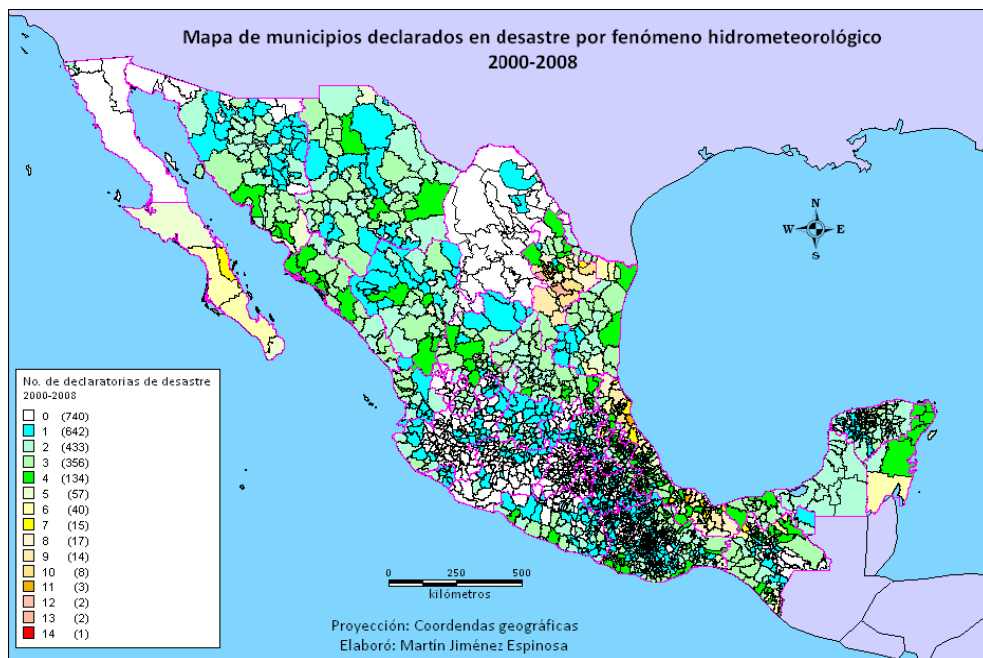 Mapa de municipios declarados en desastre por fenómeno hidrometeorológico
2000-2008
N
W E
S
No. de declaratorias de desastre
2000-2008
0 (740)
1 (642)
2 (433)
3 (356)
4 (134)
5 (57)
6 (40)
7 (15)
8 (17)
9 (14)
10 (8)
11 (3)
12 (2)
13 (2)
14 (1)
0 250 500
kilómetros
Proyección: Coordendas geográficas
Elaboró: Martín Jiménez Espinosa